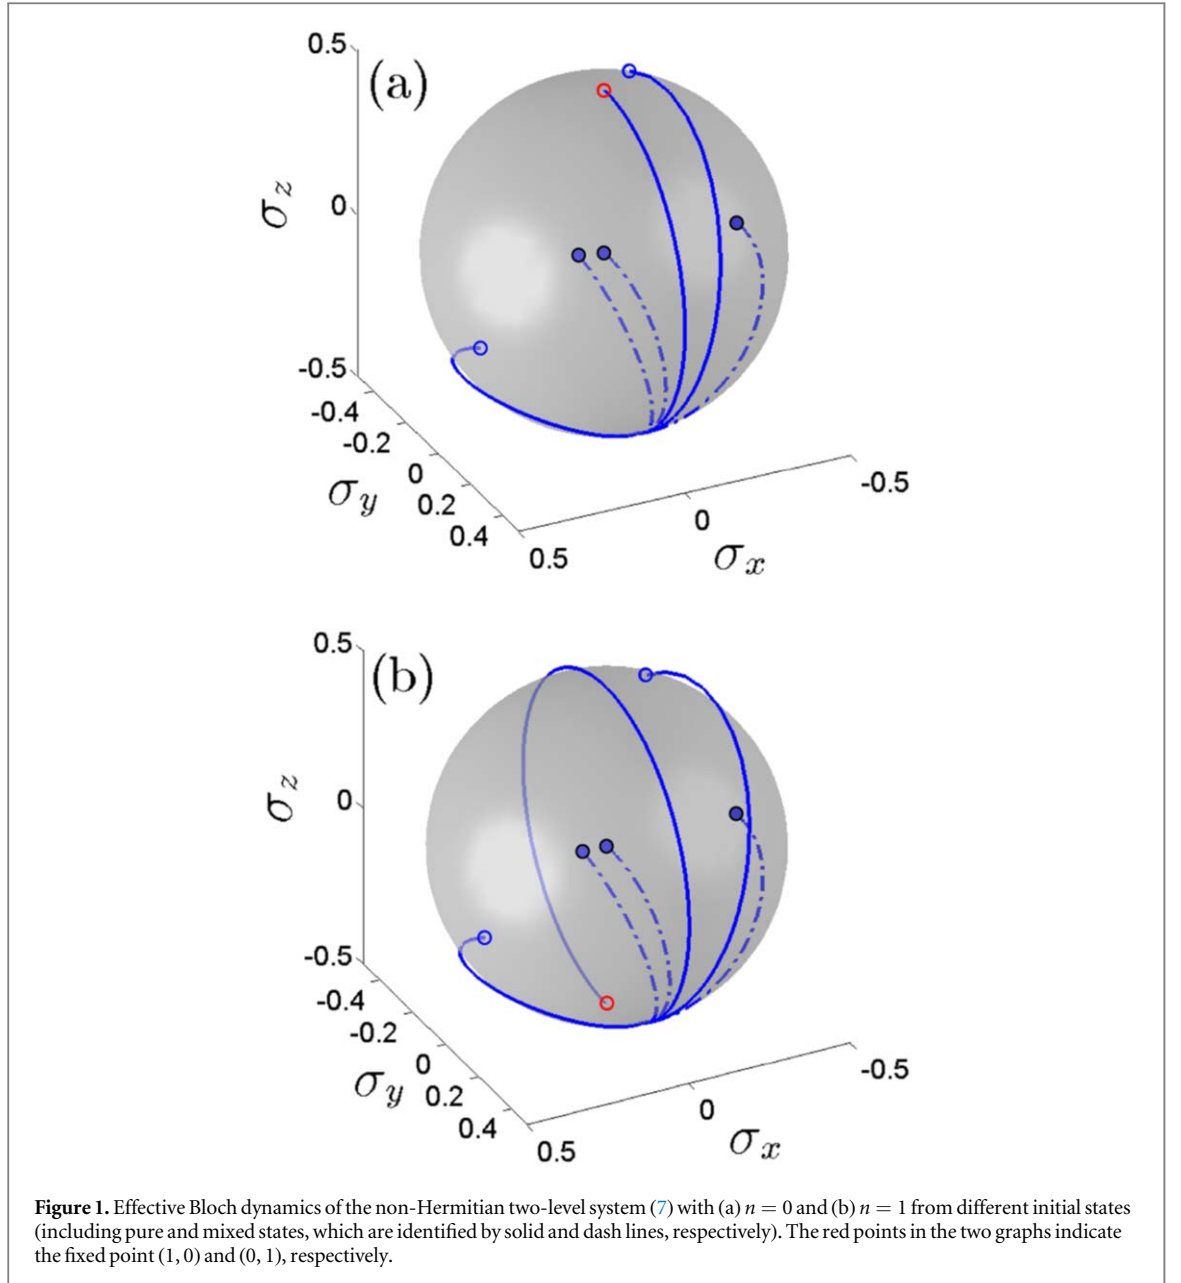 0.5
(a)
σz
0
-0.5
-0.4
-0.2
0
σy
0.2
0.4
0.5
0
σx
-0.5
0.5
(b)
σz
0
-0.5
-0.4
-0.2
0
σy
0.2
0.4
0.5
0
σx
-0.5
Figure 1. Effective Bloch dynamics of the non-Hermitian two-level system (7) with (a) n = 0 and (b) n = 1 from different initial states
(including pure and mixed states, which are identified by solid and dash lines, respectively). The red points in the two graphs indicate
the fixed point (1, 0) and (0, 1), respectively.